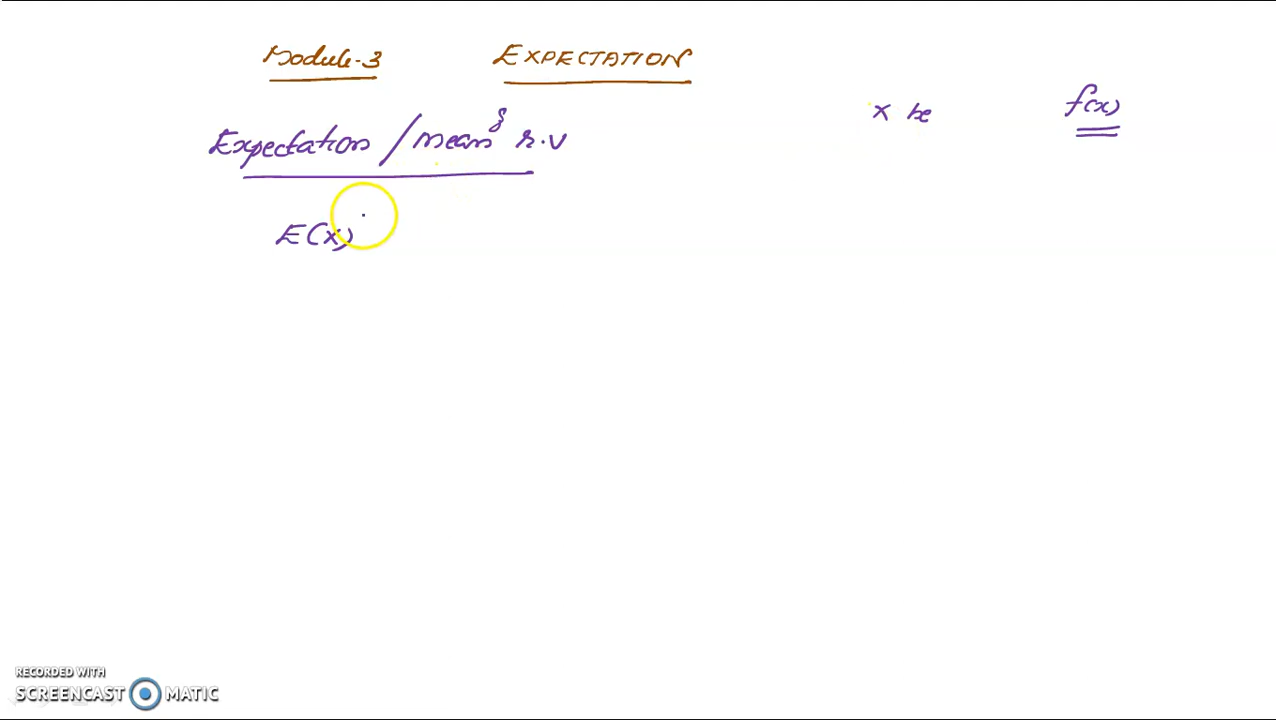 Module-3 EXPECTATION
Expectation / mean of r.v
x be f(x)
E(x)
RECORDED WITH
SCREENCAST MATIC